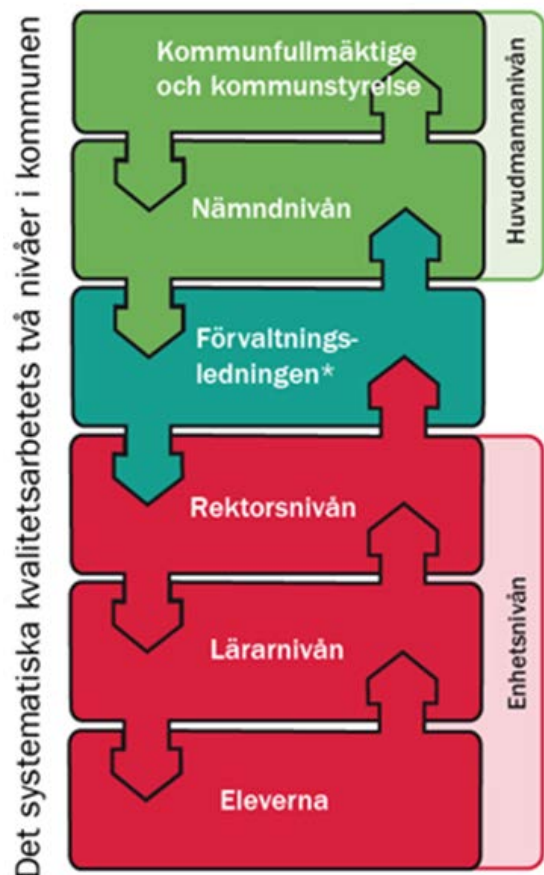 Det systematiska kvalitetsarbetets två nivåer i kommunen
Kommunfullmäktige
och kommunstyrelse
Nämndnivån
Huvudmannanivån
Förvaltnings-
ledningen*
Rektorsnivån
Lärarnivån
Eleverna
Enhetsnivån